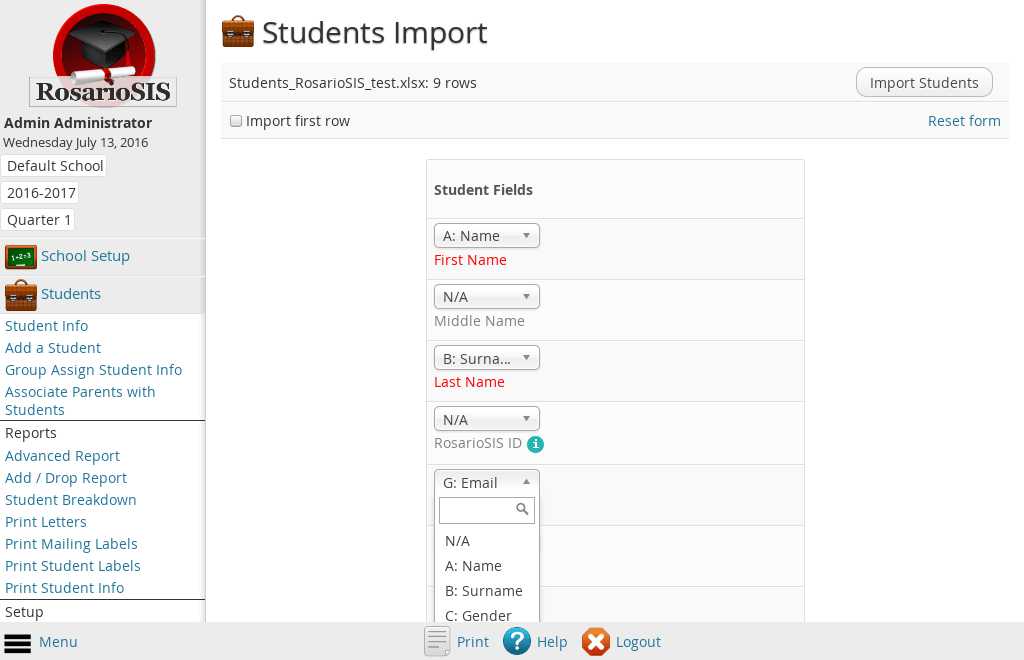 RosarioSIS
Admin Administrator
Wednesday July 13, 2016
Default School
2016-2017
Quarter 1
1+2=3
School Setup
Students
Student Info
Add a Student
Group Assign Student Info
Associate Parents with
Students
Reports
Advanced Report
Add / Drop Report
Student Breakdown
Print Letters
Print Mailing Labels
Print Student Labels
Print Student Info
Setup
Students Import
Students_RosarioSIS_test.xlsx: 9 rows
Import Students
Import first row
Reset form
Student Fields
A: Name
First Name
N/A
Middle Name
B: Surna...
Last Name
N/A
RosarioSIS ID i
G: Email
N/A
A: Name
B: Surname
C: Gender
Menu
Print
? Help
Logout